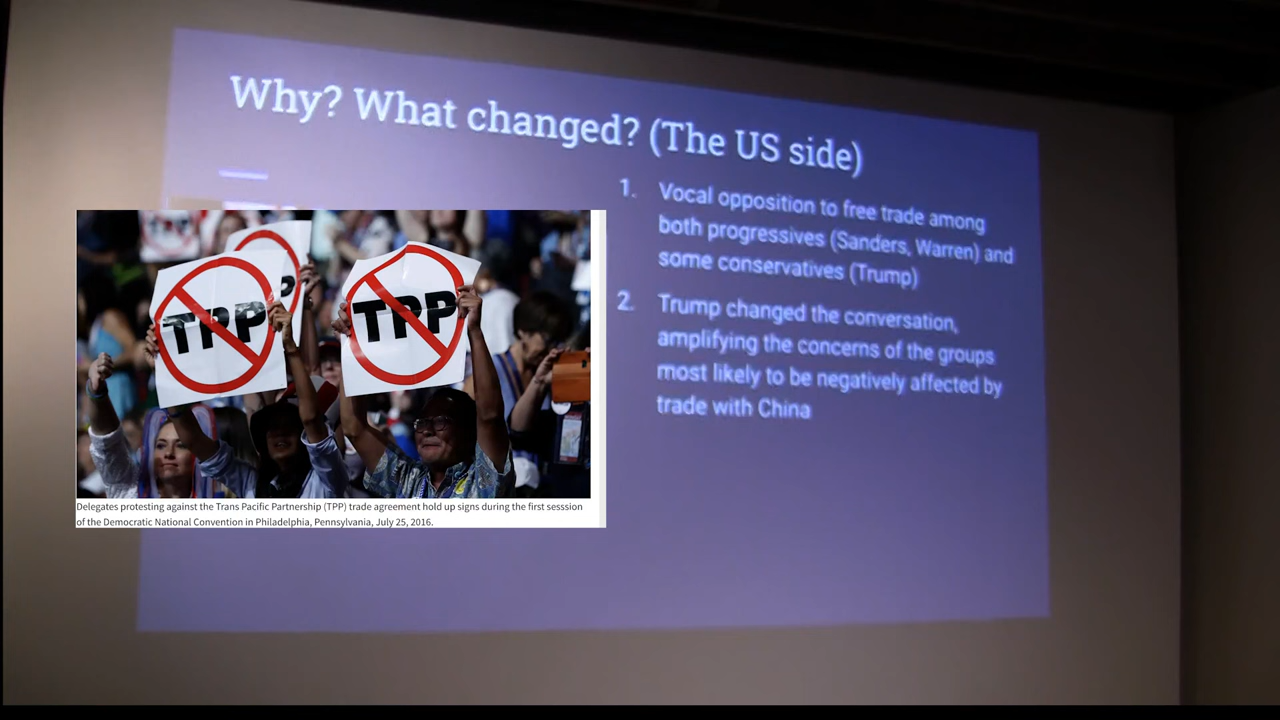 Why? What changed? (The US side)
1. Vocal opposition to free trade among
both progressives (Sanders, Warren) and
some conservatives (Trump)
2. Trump changed the conversation,
amplifying the concerns of the groups
most likely to be negatively affected by
trade with China
TPP
TPP
Delegates protesting against the Trans Pacific Partnership (TPP) trade agreement hold up signs during the first sesssion
of the Democratic National Convention in Philadelphia, Pennsylvania, July 25, 2016.